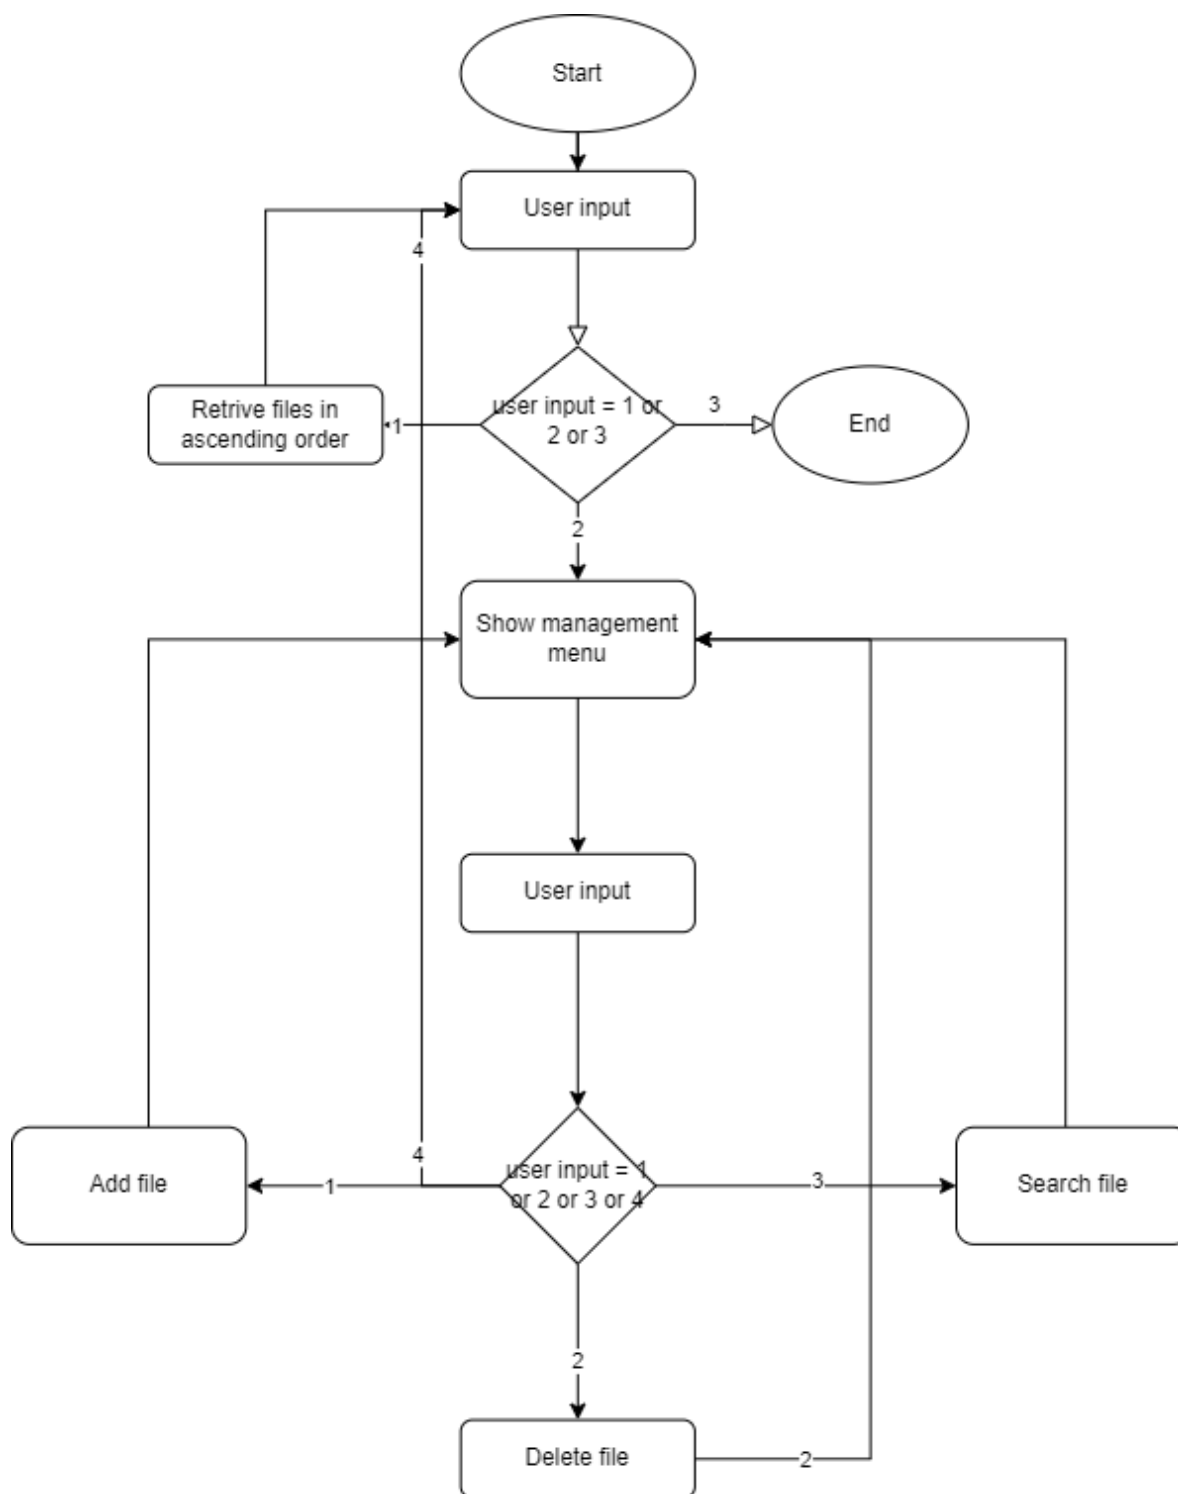 Start
User input
4
Retrive files in
ascending order
1
user input = 1 or
2 or 3
3
End
2
Show management
menu
User input
Add file
1
4
user input = 1
or 2 or 3 or 4
3
Search file
2
Delete file
2